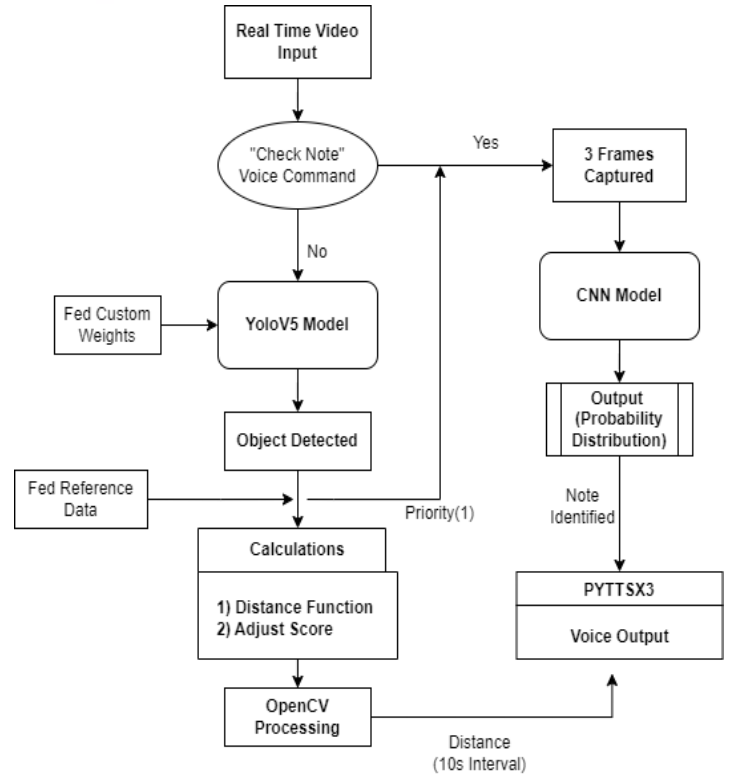 Real Time Video
Input
"Check Note"
Voice Command
Yes
3 Frames
Captured
No
CNN Model
Fed Custom
Weights
YoloV5 Model
Output
(Probability
Distribution)
Object Detected
Fed Reference
Data
Priority(1)
Note
Identified
Calculations
1) Distance Function
2) Adjust Score
PYTTSX3
Voice Output
OpenCV
Processing
Distance
(10s Interval)